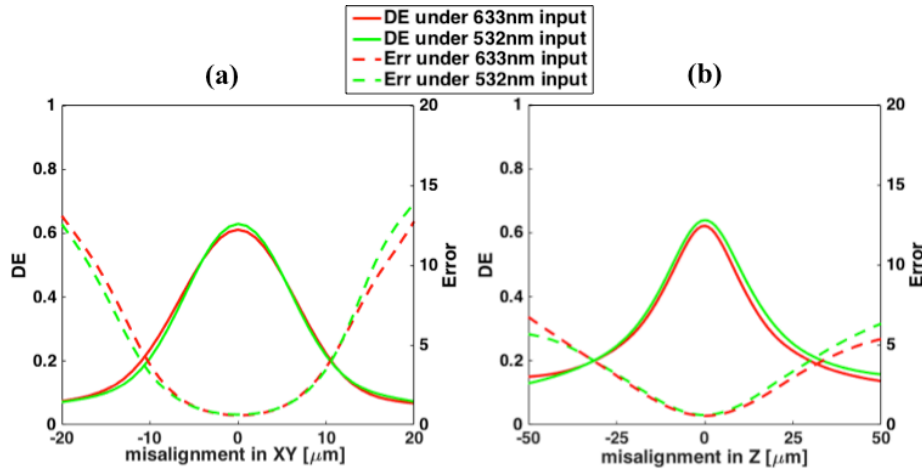 DE under 633nm input
DE under 532nm input
Err under 633nm input
Err under 532nm input
(a)
(b)
1
0.8
0.6
0.4
0.2
0
DE
20
15
10
5
0
Error
-20
-10
0
10
20
misalignment in XY [μm]
1
0.8
0.6
0.4
0.2
0
DE
20
15
10
5
0
Error
-50
-25
0
25
50
misalignment in Z [μm]